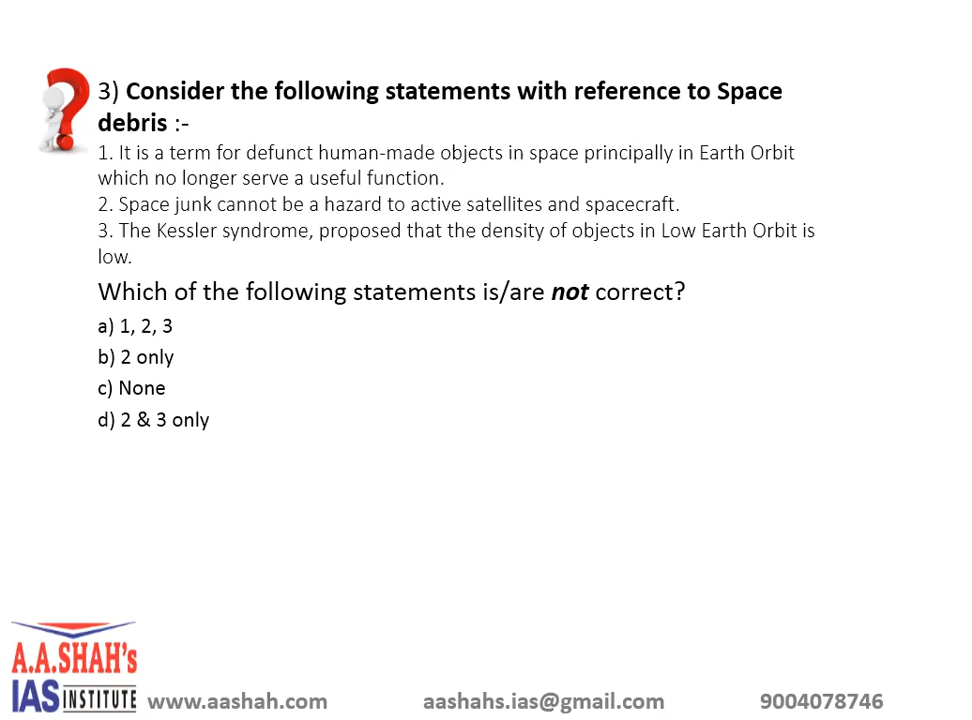 3) Consider the following statements with reference to Space
debris :-
1. It is a term for defunct human-made objects in space principally in Earth Orbit
which no longer serve a useful function.
2. Space junk cannot be a hazard to active satellites and spacecraft.
3. The Kessler syndrome, proposed that the density of objects in Low Earth Orbit is
low.
Which of the following statements is/are not correct?
a) 1, 2, 3
b) 2 only
c) None
d) 2 & 3 only
A.A.SHAH's
IAS INSTITUTE
www.aashah.com aashahs.ias@gmail.com 9004078746